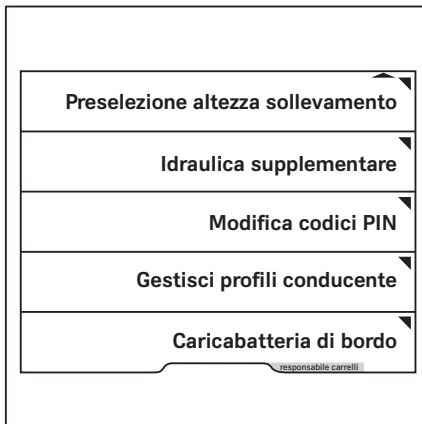 Preselezione altezza sollevamento
Idraulica supplementare
Modifica codici PIN
Gestisci profili conducente
Caricabatteria di bordo
responsabile carrelli